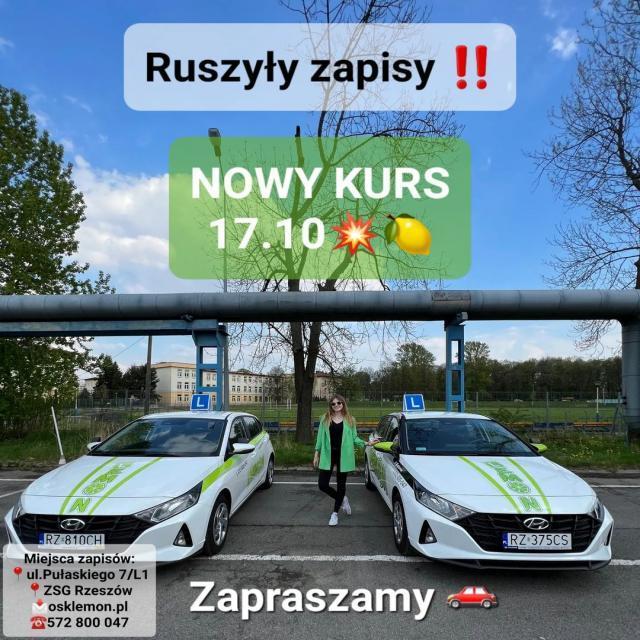 Ruszyły zapisy ‼️
NOWY KURS
17.10💥🍋
L
L
RZ 810CH
RZ 375CS
Miejsca zapisów:
📍ul.Pułaskiego 7/L1
📍ZSG Rzeszów
📩osklemon.pl
☎️572 800 047
Zapraszamy 🚗